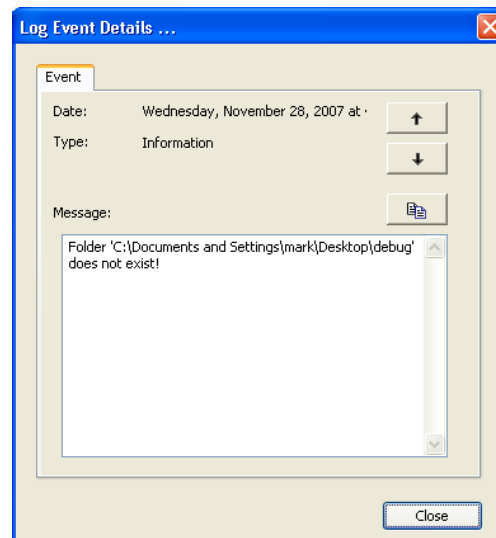 Log Event Details ...
Event
Date: Wednesday, November 28, 2007 at
Type: Information
Message:
Folder 'C:\Documents and Settings\mark\Desktop\debug'
does not exist!
Close